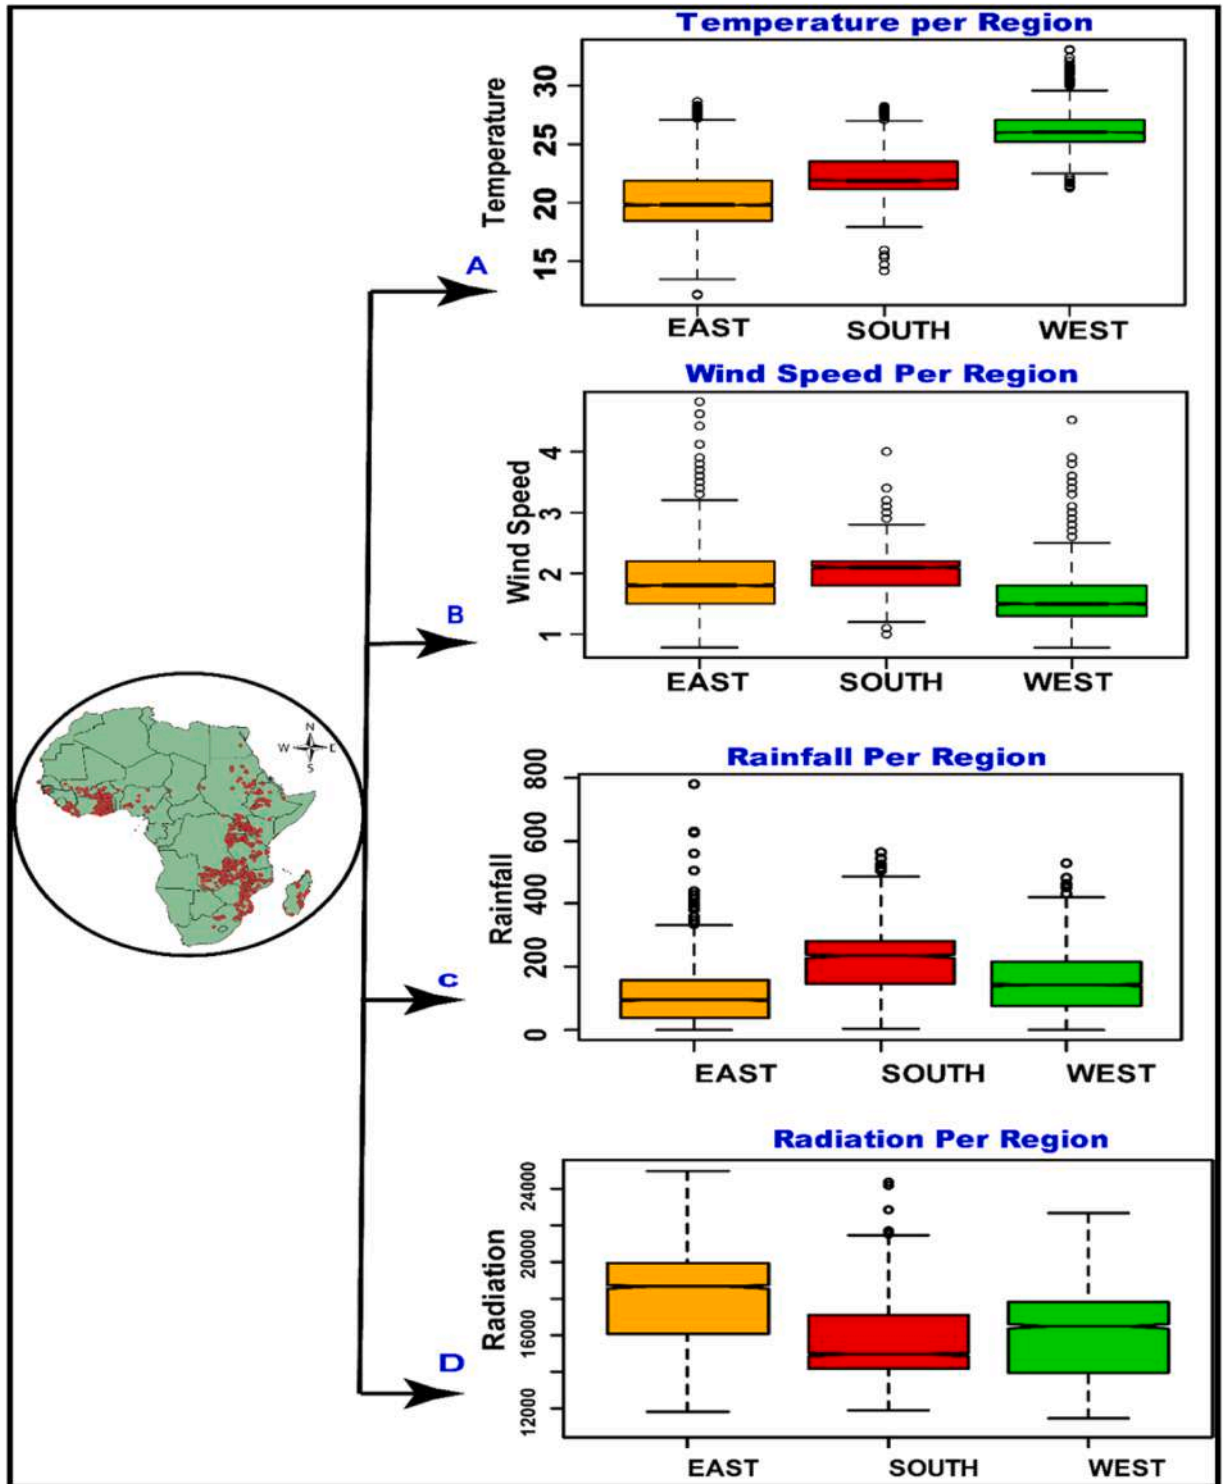 Temperature per Region
Temperature
30
25
20
15
A
EAST SOUTH WEST
Wind Speed Per Region
Wind Speed
4
3
2
1
B
EAST SOUTH WEST
N
W E
S
Rainfall Per Region
Rainfall
800
600
400
200
0
C
EAST SOUTH WEST
Radiation Per Region
Radiation
24000
20000
16000
12000
D
EAST SOUTH WEST